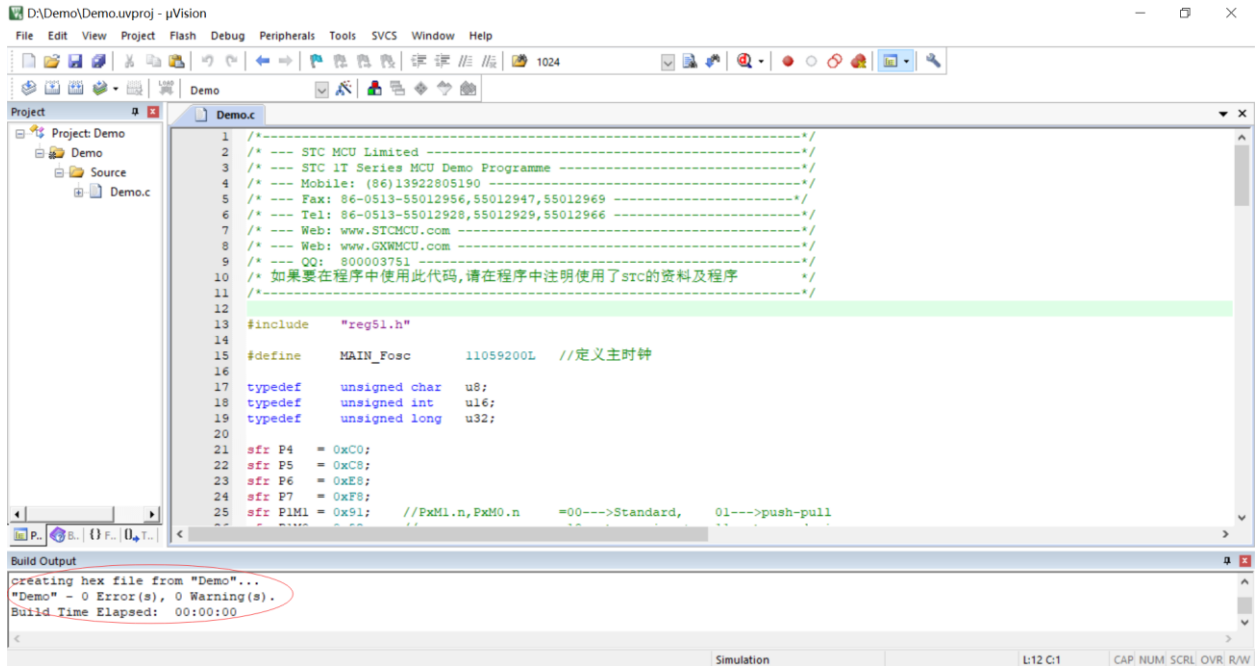 D:\Demo\Demo.uvproj - µVision
File Edit View Project Flash Debug Peripherals Tools SVCS Window Help
1024
Demo
Project
Demo.c
Project: Demo
Demo
Source
Demo.c
1 /*---------------------------------------------------------------------*/
2 /* --- STC MCU Limited ------------------------------------------------*/
3 /* --- STC 1T Series MCU Demo Programme -------------------------------*/
4 /* --- Mobile: (86)13922805190 ----------------------------------------*/
5 /* --- Fax: 86-0513-55012956,55012947,55012969 -----------------------*/
6 /* --- Tel: 86-0513-55012928,55012929,55012966 ------------------------*/
7 /* --- Web: www.STCMCU.com --------------------------------------------*/
8 /* --- Web: www.GXWMCU.com --------------------------------------------*/
9 /* --- QQ: 800003751 -------------------------------------------------*/
10 /* 如果要在程序中使用此代码,请在程序中注明使用了STC的资料及程序 */
11 /*---------------------------------------------------------------------*/
12
13 #include "reg51.h"
14
15 #define MAIN_Fosc 11059200L //定义主时钟
16
17 typedef unsigned char u8;
18 typedef unsigned int u16;
19 typedef unsigned long u32;
20
21 sfr P4 = 0xC0;
22 sfr P5 = 0xC8;
23 sfr P6 = 0xE8;
24 sfr P7 = 0xF8;
25 sfr P1M1 = 0x91; //PxM1.n,PxM0.n =00--->Standard, 01--->push-pull
P.. B.. {} F.. T..
Build Output
creating hex file from "Demo"...
"Demo" - 0 Error(s), 0 Warning(s).
Build Time Elapsed: 00:00:00
Simulation L:12 C:1 CAP NUM SCRL OVR R/W